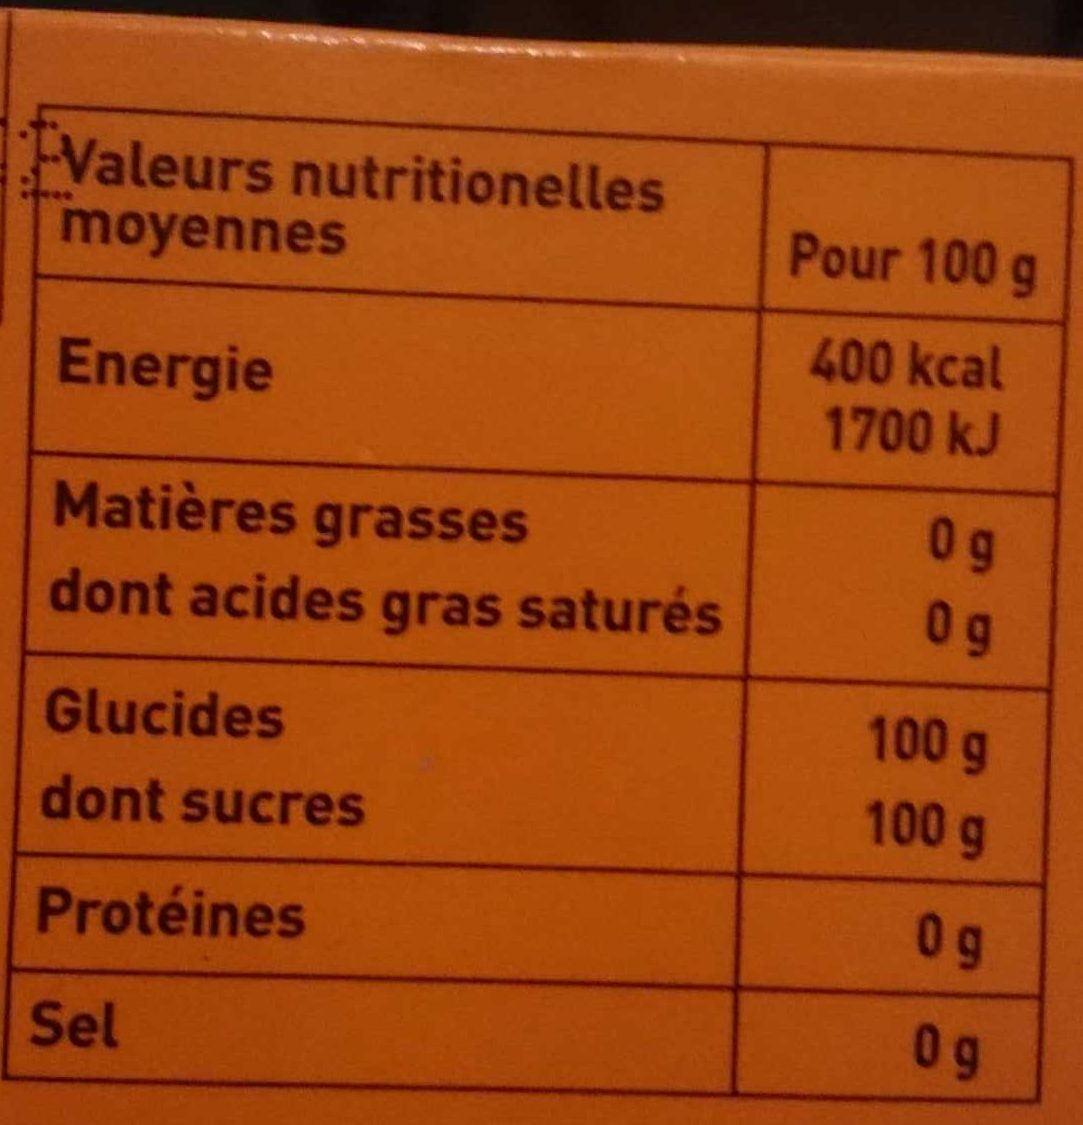 Valeurs nutritionelles
moyennes
Pour 100 g
Energie
400 kcal
1700 kJ
Matières grasses
0 g
dont acides gras saturés
0 g
Glucides
100 g
dont sucres
100 g
Protéines
0 g
Sel
0 g